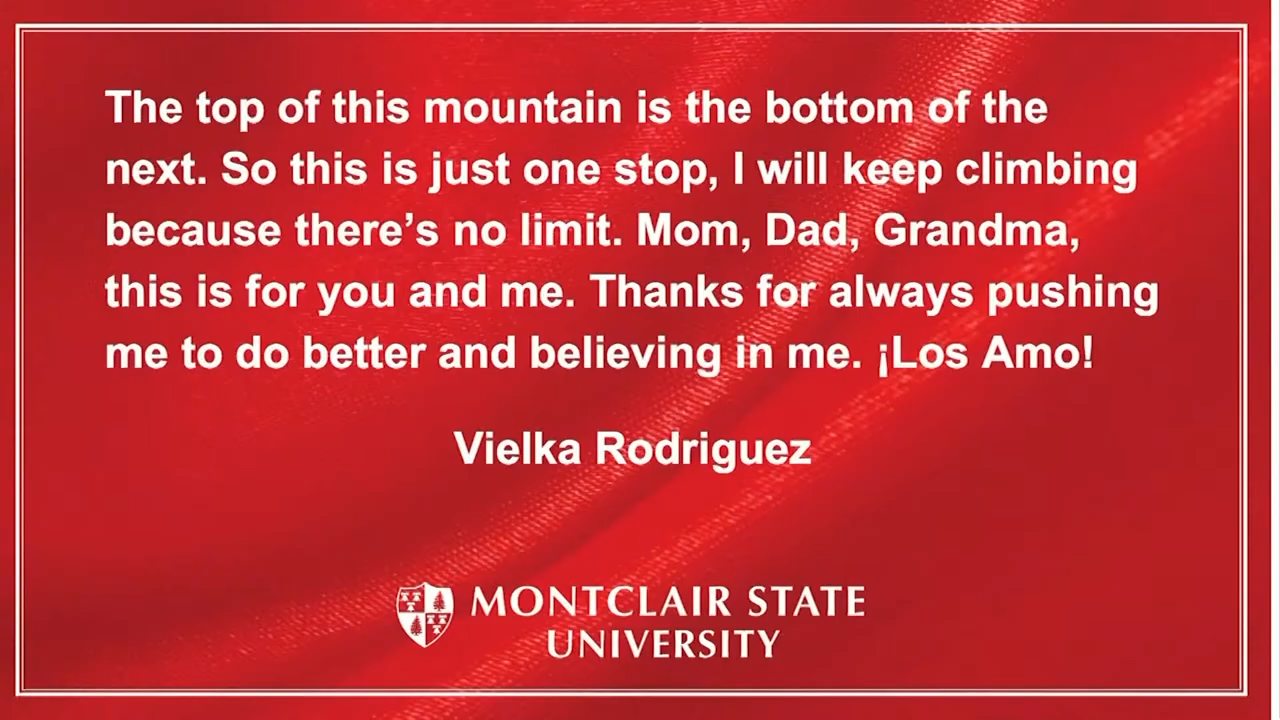 The top of this mountain is the bottom of the
next. So this is just one stop, I will keep climbing
because there’s no limit. Mom, Dad, Grandma,
this is for you and me. Thanks for always pushing
me to do better and believing in me. ¡Los Amo!
Vielka Rodriguez
MONTCLAIR STATE
UNIVERSITY